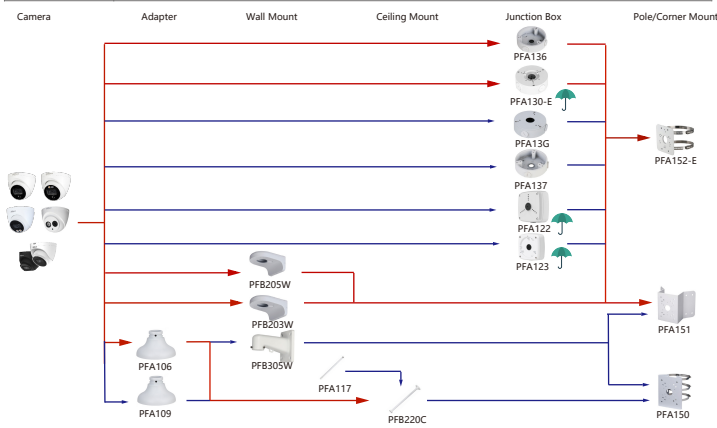 Camera
Adapter
Wall Mount
Ceiling Mount
Junction Box
Pole/Corner Mount
PFA136
PFA130-E
PFA13G
PFA152-E
PFA137
PFA122
PFA123
PFB205W
PFB203W
PFA151
PFA106
PFB305W
PFA117
PFA109
PFB220C
PFA150